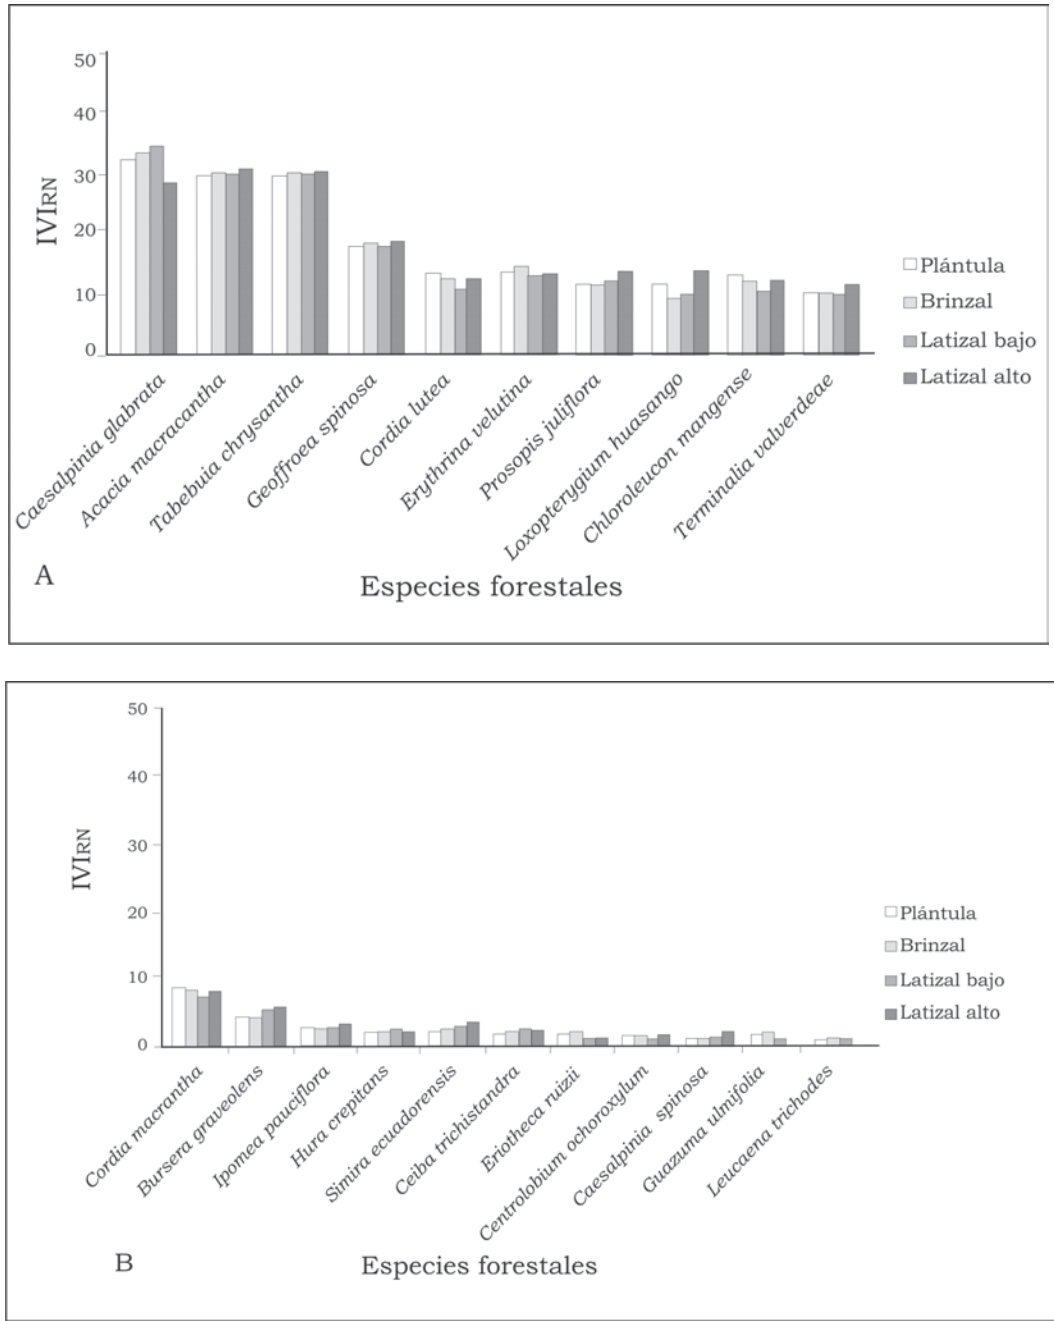 50
40
30
20
10
0
IVIRN
Plántula
Brinzal
Latizal bajo
Latizal alto
Caesalpinia glabrata
Acacia macracantha
Tabebuia chrysantha
Geoffroea spinosa
Cordia lutea
Erythrina velutina
Prosopis juliflora
Loxopterygium huasango
Chloroleucon mangense
Terminalia valverdeae
A
Especies forestales
50
40
30
20
10
0
IVIRN
Plántula
Brinzal
Latizal bajo
Latizal alto
Cordia macrantha
Bursera graveolens
Ipomea pauciflora
Hura crepitans
Simira ecuadorensis
Ceiba trichistandra
Eriotheca ruizii
Centrolobium ochoroxylum
Caesalpinia spinosa
Guazuma ulmifolia
Leucaena trichodes
B
Especies forestales